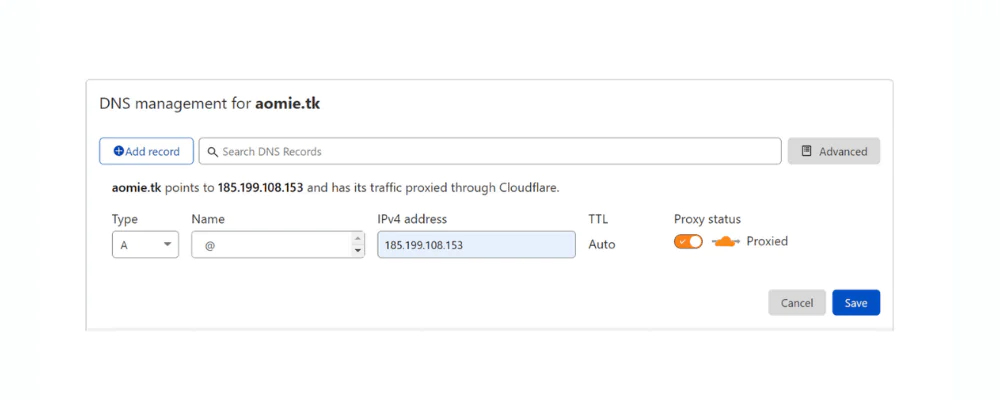 DNS management for aomie.tk
Add record Search DNS Records Advanced
aomie.tk points to 185.199.108.153 and has its traffic proxied through Cloudflare.
Type Name IPv4 address TTL Proxy status
A @ 185.199.108.153 Auto Proxied
Cancel Save